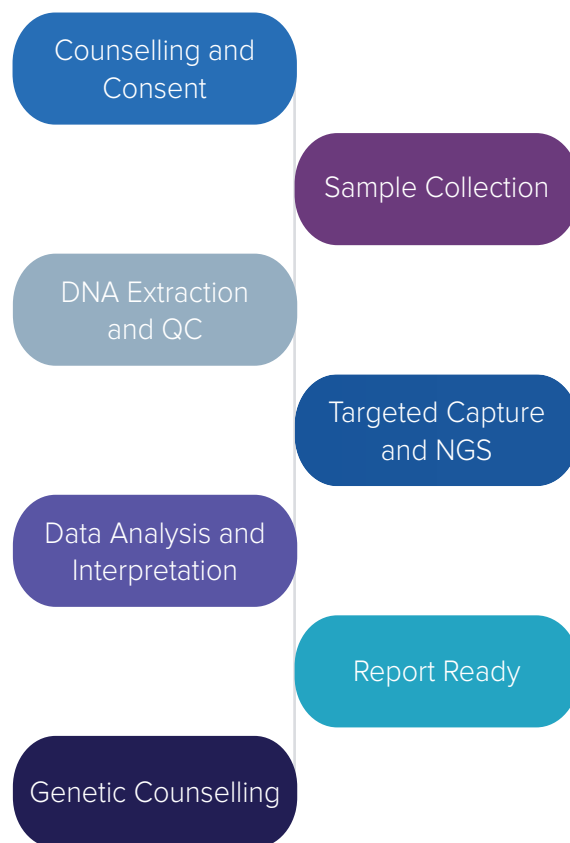 Counselling and
Consent
Sample Collection
DNA Extraction
and QC
Targeted Capture
and NGS
Data Analysis and
Interpretation
Report Ready
Genetic Counselling